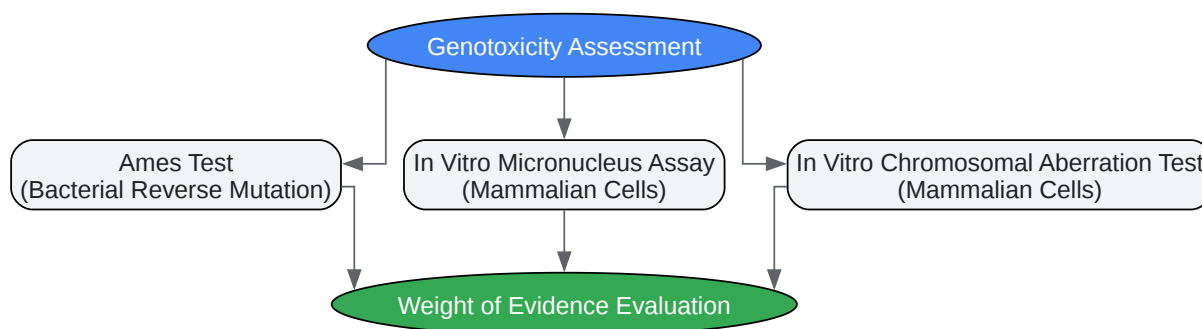 Genotoxicity Assessment
Ames Test
(Bacterial Reverse Mutation)
In Vitro Micronucleus Assay
(Mammalian Cells)
In Vitro Chromosomal Aberration Test
(Mammalian Cells)
Weight of Evidence Evaluation